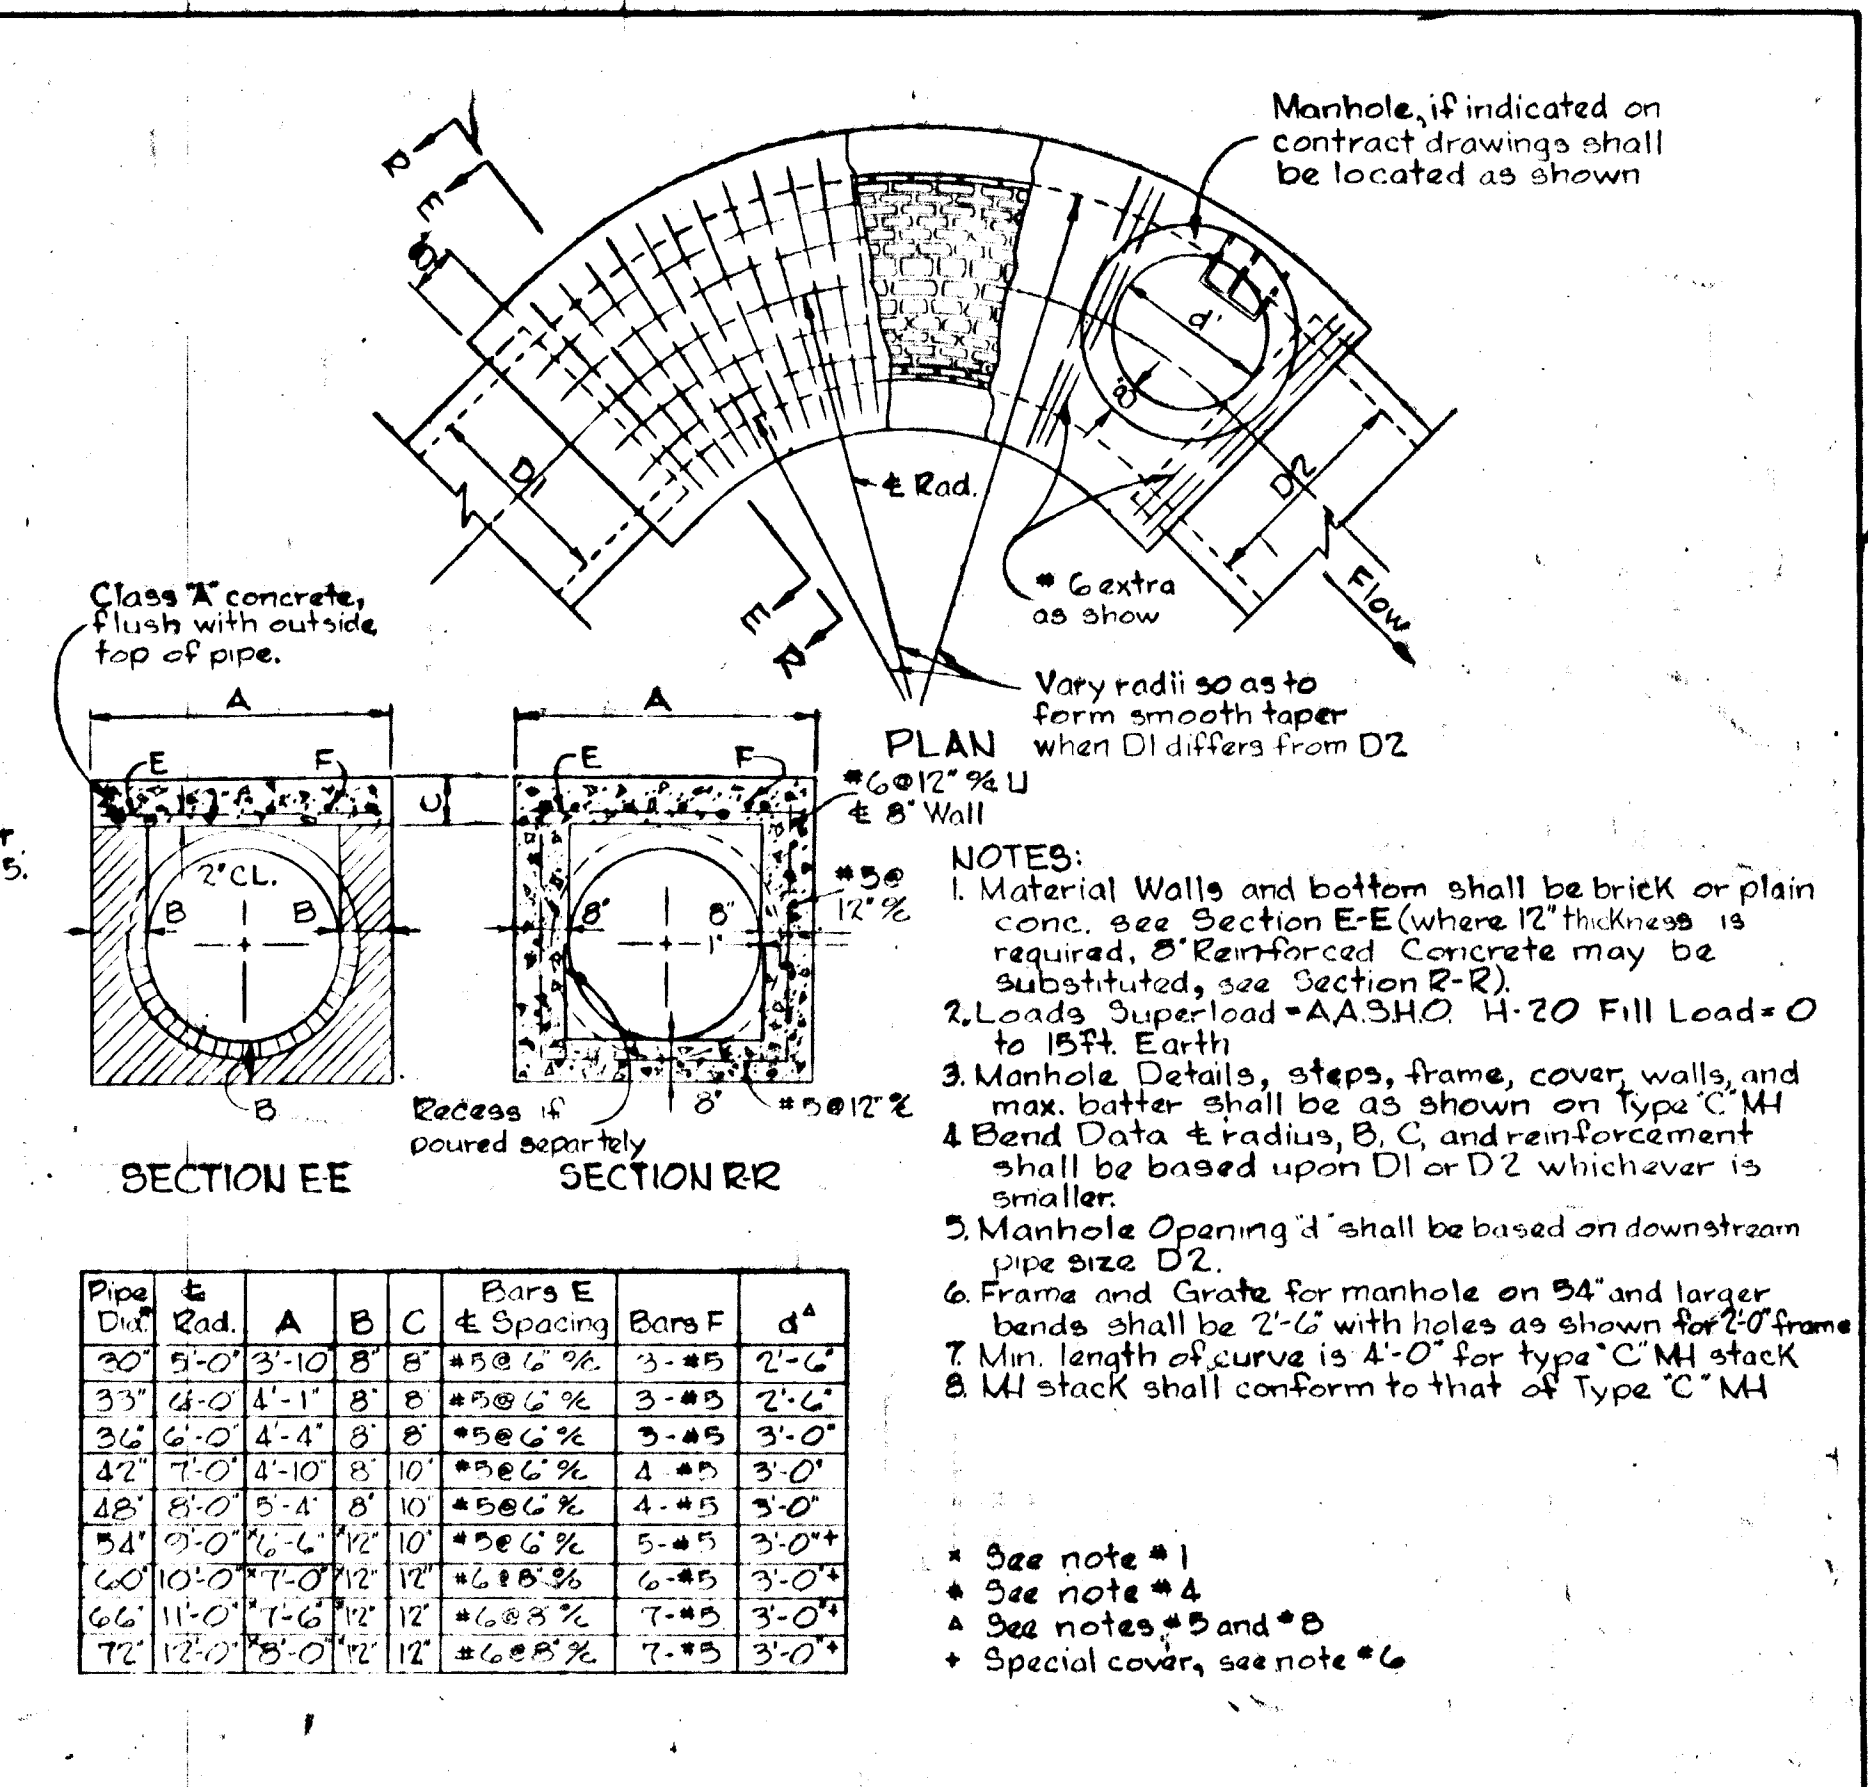 Manhole, if indicated on
contract drawings shall
be located as shown
R
E
8"
D1
℄ Rad.
d'
8"
D2
# 6 extra
as show
Flow
E
R
Vary radii so as to
form smooth taper
when D1 differs from D2
PLAN
Class "A" concrete,
flush with outside
top of pipe.
A
E
F
C
2" CL.
B
B
B
SECTION E-E
A
E
F
#6@12" %c U
℄ 8" Wall
#5@
12" %c
8"
8"
1"
8"
#5@12" %c
Recess if
poured separtely
SECTION R-R
r
5.
NOTES:
1. Material Walls and bottom shall be brick or plain
conc. see Section E-E (where 12" thickness is
required, 8" Reinforced Concrete may be
substituted, see Section R-R).
2. Loads Superload = A.A.S.H.O. H-20 Fill Load = 0
to 15ft. Earth
3. Manhole Details, steps, frame, cover, walls, and
max. batter shall be as shown on Type "C" MH
4 Bend Data ℄ radius, B, C, and reinforcement
shall be based upon D1 or D2 whichever is
smaller.
5. Manhole Opening "d" shall be based on downstream
pipe size D2.
6. Frame and Grate for manhole on 54" and larger
bends shall be 2'-6" with holes as shown for 2'-0" frame
7. Min. length of curve is 4'-0" for type "C" MH stack
8. MH stack shall conform to that of Type "C" MH
Pipe Dia.* ℄ Rad. A B C Bars E ℄ Spacing Bars F d▵
30" 5'-0" 3'-10" 8" 8" #5@6" %c 3-#5 2'-6"
33" 4'-1" 8" 8" #5@6" %c 3-#5 2'-6"
36" 6'-0" 4'-4" 8" 8" #5@6" %c 3-#5 3'-0"
42" 7'-0" 4'-10" 8" 10" #5@6" %c 4-#5 3'-0"
48" 8'-0" 5'-4" 8" 10" #5@6" %c 4-#5 3'-0"
54" 9'-0" *6'-6" *12" 10" #5@6" %c 5-#5 3'-0"+
60" 10'-0" *7'-0" *12" 12" #6@8" %c 6-#5 3'-0"+
66" 11'-0" *7'-6" *12" 12" #6@8" %c 7-#5 3'-0"+
72" 12'-0" *8'-0" *12" 12" #6@8" %c 7-#5 3'-0"+
* See note #1
* See note #4
▵ See notes #5 and #8
+ Special cover, see note #6